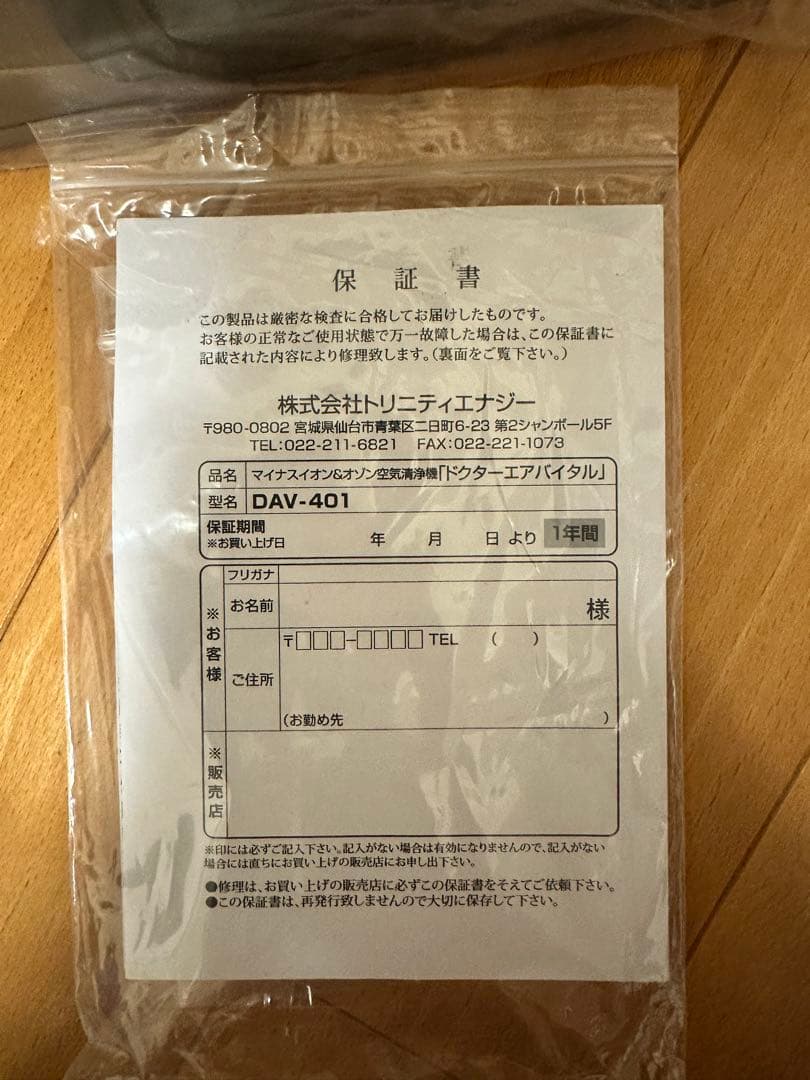 保証書
この製品は厳密な検査に合格してお届けしたものです。
お客様の正常なご使用状態で万一故障した場合は、この保証書に
記載された内容により修理致します。(裏面をご覧下さい。)
株式会社トリニティエナジー
〒980-0802 宮城県仙台市青葉区二日町6-23 第2シャンボール5F
TEL:022-211-6821 FAX:022-221-1073
品名 マイナスイオン&オゾン空気清浄機「ドクターエアバイタル」
型名 DAV-401
保証期間
※お買い上げ日 年 月 日 より 1年間
フリガナ
※お客様 お名前 様
ご住所 〒□□□-□□□□ TEL ( )
(お勤め先 )
※販売店
※印には必ずご記入下さい。記入がない場合は有効になりませんので、記入がない
場合には直ちにお買い上げの販売店にお申し出下さい。
●修理は、お買い上げの販売店に必ずこの保証書をそえてご依頼下さい。
●この保証書は、再発行致しませんので大切に保存して下さい。